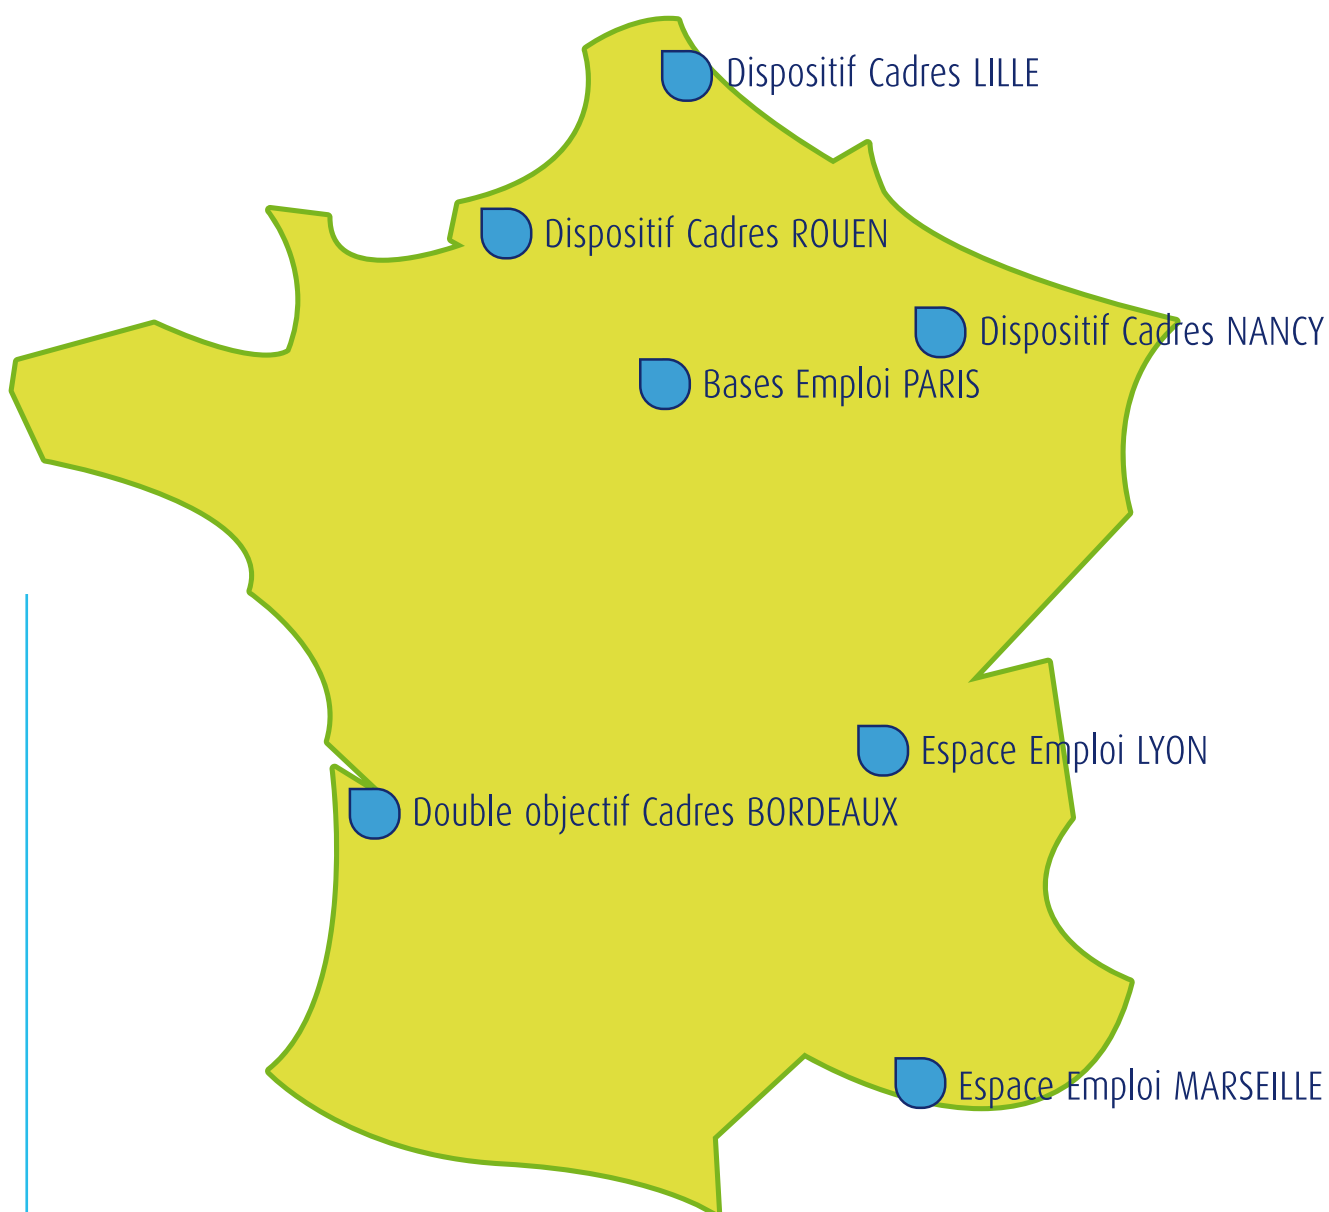 Dispositif Cadres LILLE
Dispositif Cadres ROUEN
Dispositif Cadres NANCY
Bases Emploi PARIS
Espace Emploi LYON
Double objectif Cadres BORDEAUX
Espace Emploi MARSEILLE